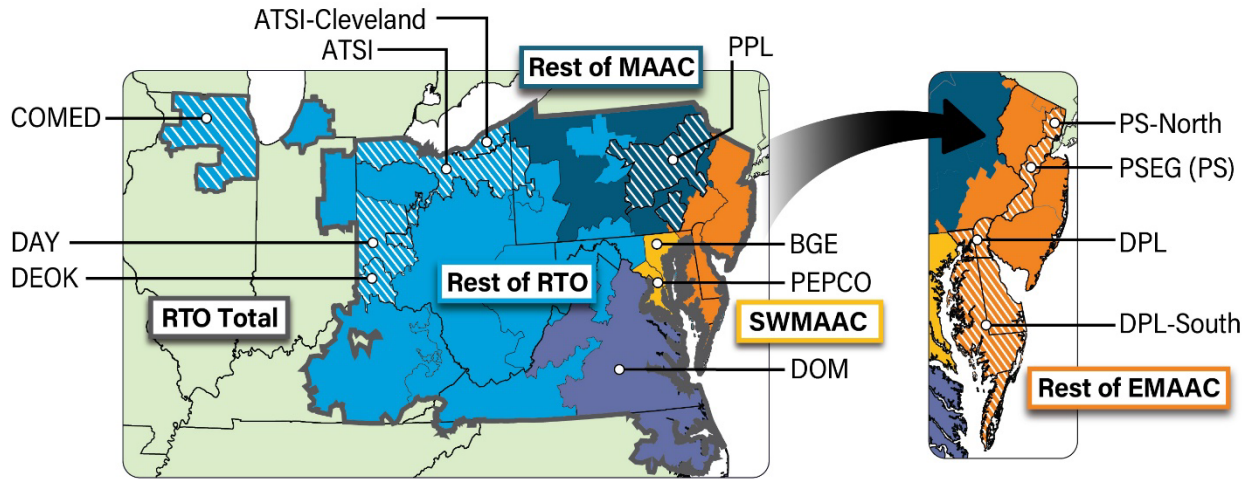 ATSI-Cleveland
ATSI
Rest of MAAC
PPL
COMED
DAY
DEOK
RTO Total
Rest of RTO
BGE
PEPCO
SWMAAC
DOM
PS-North
PSEG (PS)
DPL
DPL-South
Rest of EMAAC